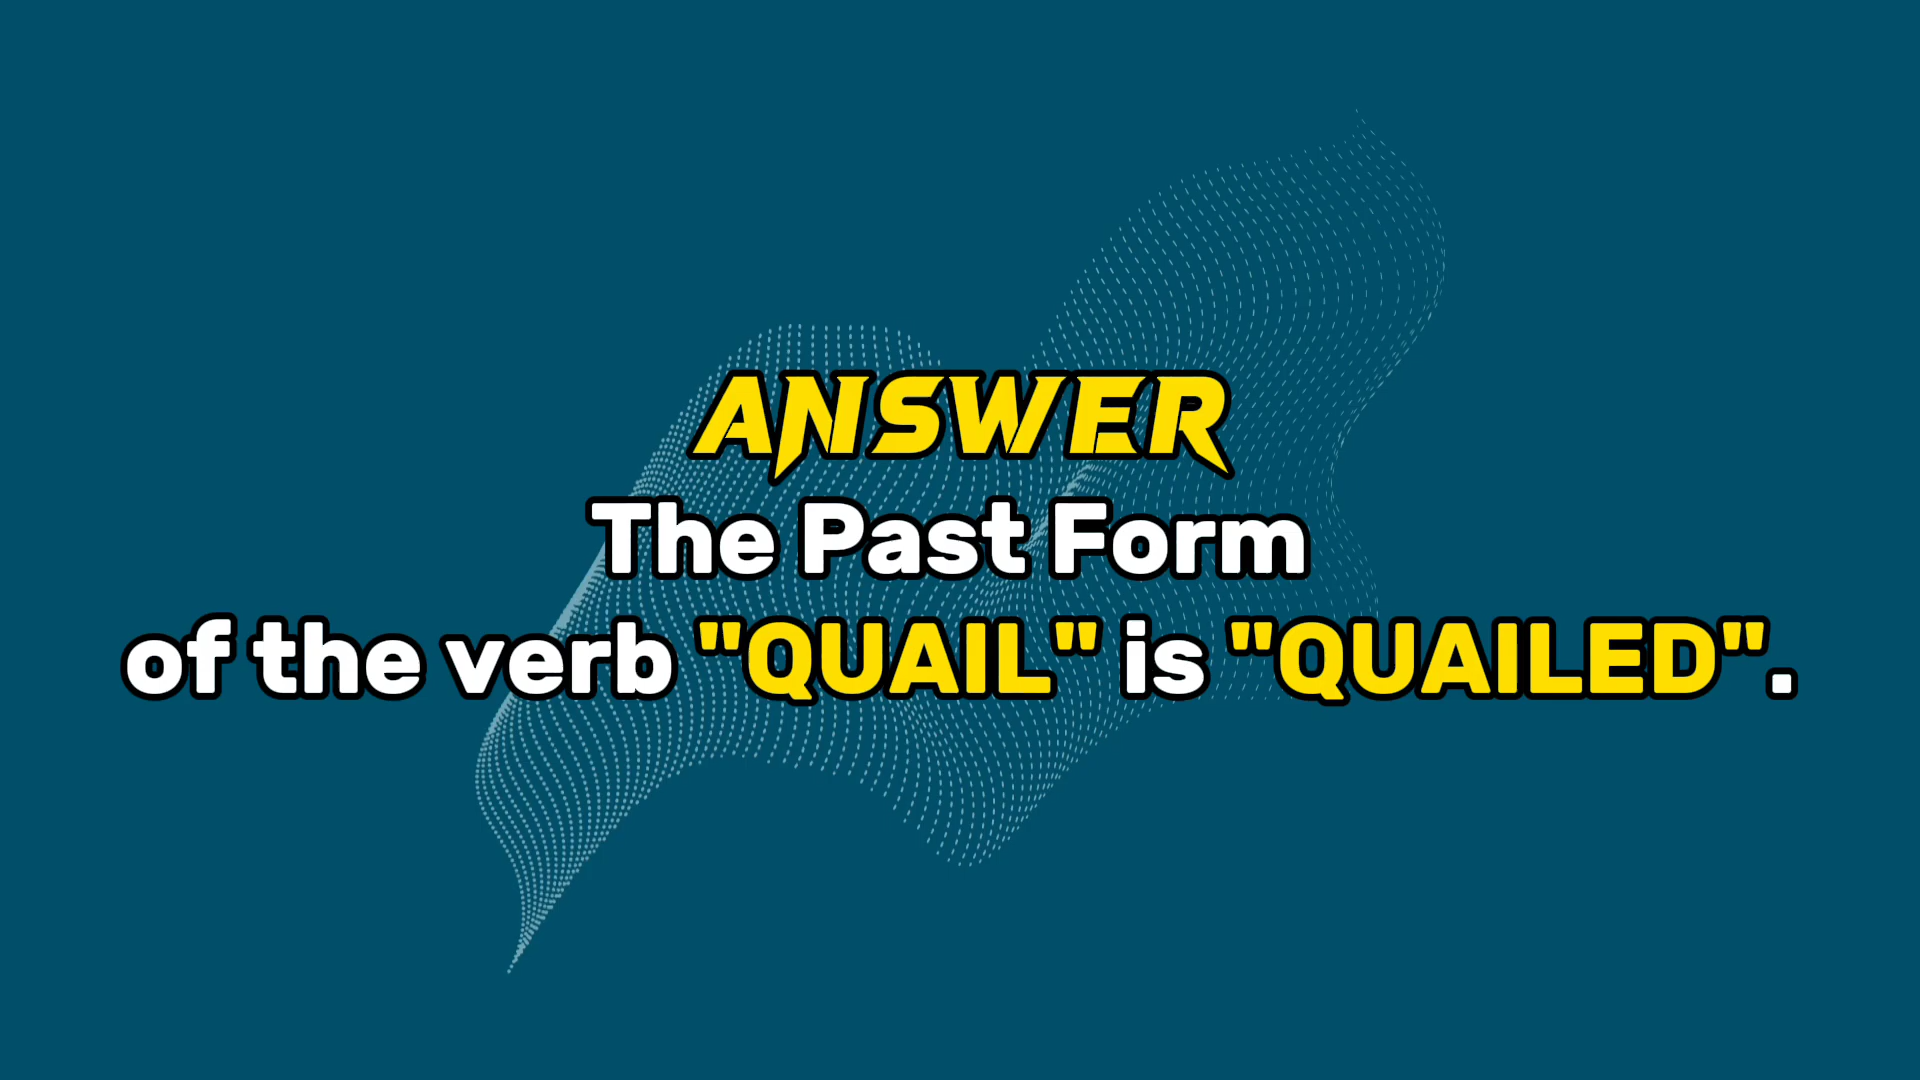 ANSWER
The Past Form
of the verb "QUAIL" is "QUAILED".